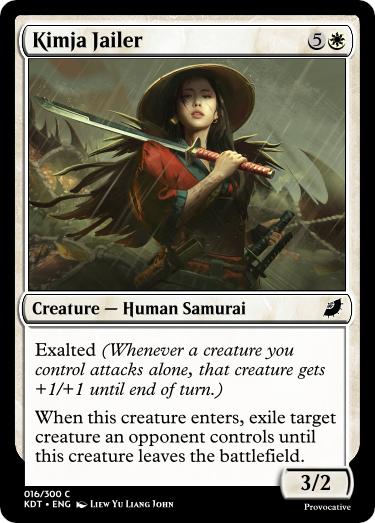 Kimja Jailer 5
Creature — Human Samurai
Exalted (Whenever a creature you
control attacks alone, that creature gets
+1/+1 until end of turn.)
When this creature enters, exile target
creature an opponent controls until
this creature leaves the battlefield.
3/2
016/300 C
KDT • ENG Liew Yu Liang John
Provocative